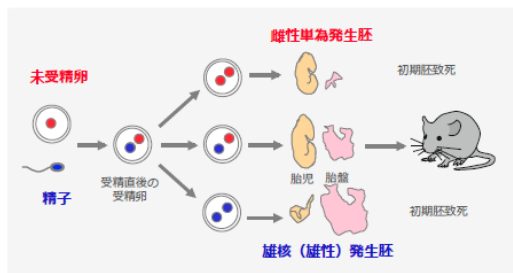 雌性単為発生胚
未受精卵
初期胚致死
受精直後の
受精卵
精子
胎児
胎盤
初期胚致死
雄核（雄性）発生胚